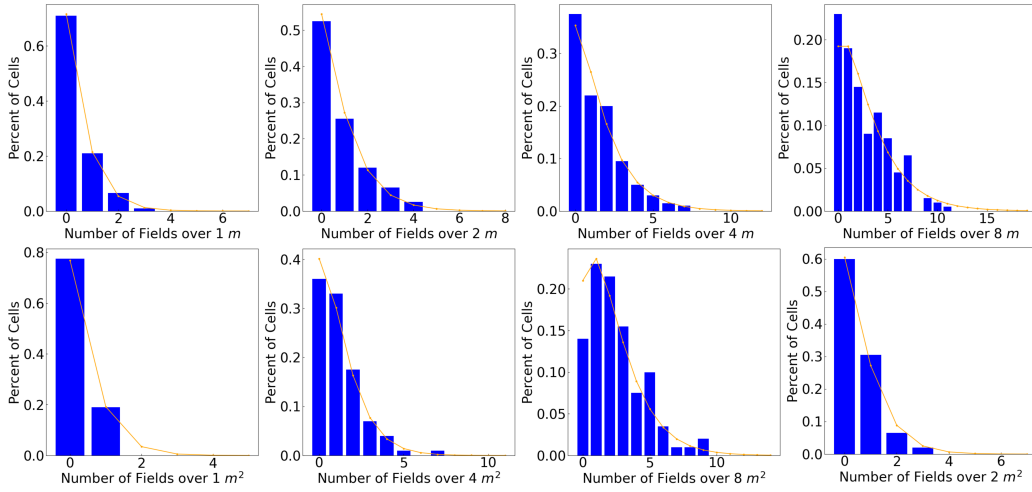 Percent of Cells
0.6
0.4
0.2
0.0
0 2 4 6
Number of Fields over 1 m
Percent of Cells
0.5
0.4
0.3
0.2
0.1
0.0
0 2 4 6 8
Number of Fields over 2 m
Percent of Cells
0.3
0.2
0.1
0.0
0 5 10
Number of Fields over 4 m
Percent of Cells
0.20
0.15
0.10
0.05
0.00
0 5 10 15
Number of Fields over 8 m
Percent of Cells
0.8
0.6
0.4
0.2
0.0
0 2 4
Number of Fields over 1 m²
Percent of Cells
0.4
0.3
0.2
0.1
0.0
0 5 10
Number of Fields over 4 m²
Percent of Cells
0.20
0.15
0.10
0.05
0.00
0 5 10
Number of Fields over 8 m²
Percent of Cells
0.6
0.5
0.4
0.3
0.2
0.1
0.0
0 2 4 6
Number of Fields over 2 m²